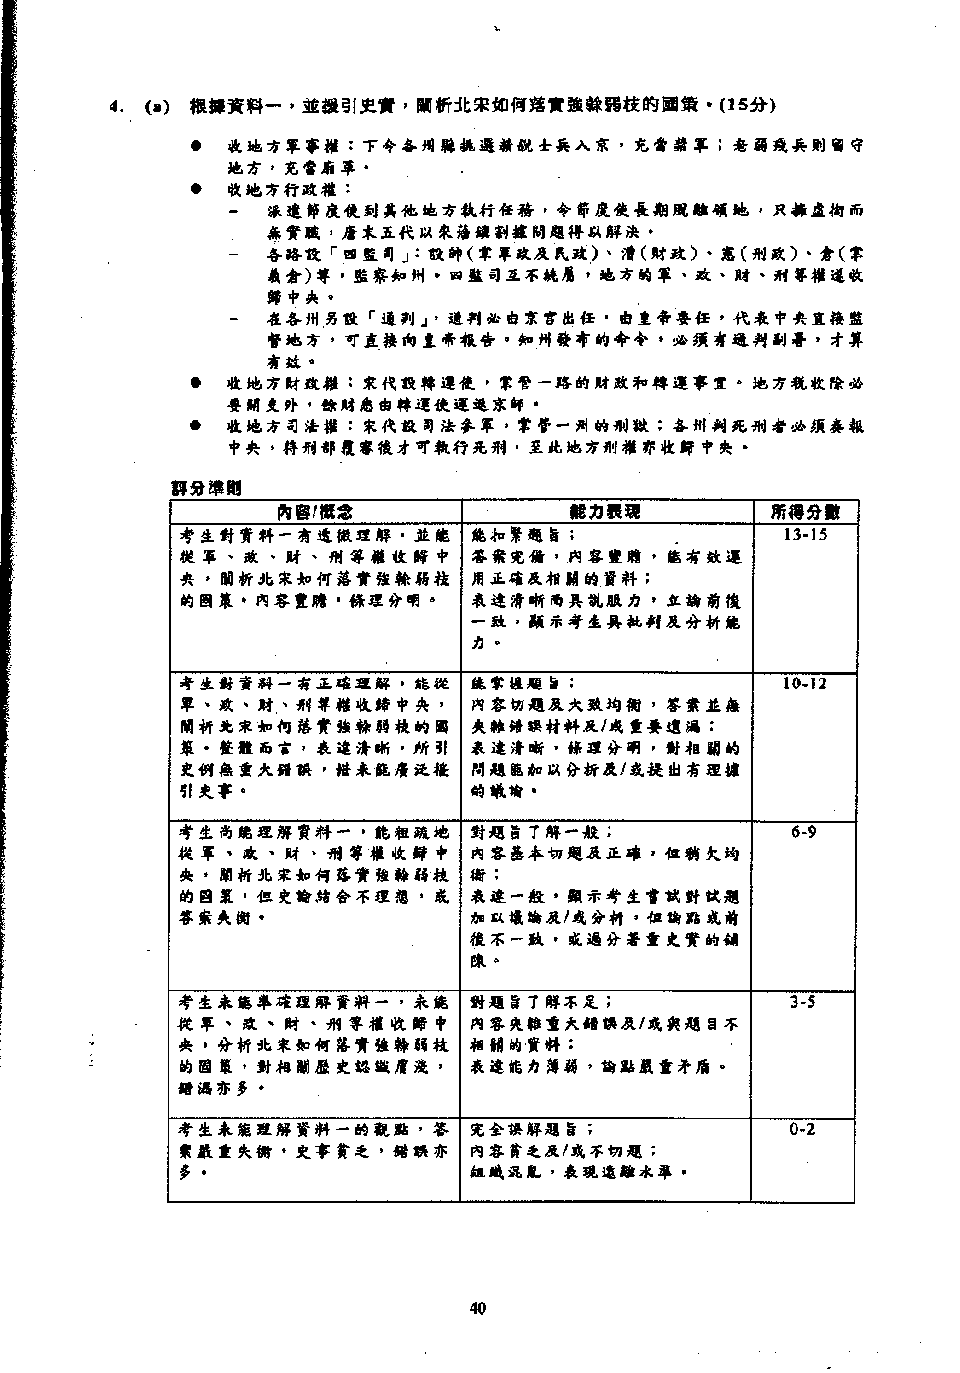 4. (a) 根據資料一，並援引史實，闡析北宋如何落實強幹弱枝的國策。(15分)
● 收地方軍事權：下令各州縣挑選精銳士兵入京，充當禁軍；老弱殘兵則留守
地方，充當廂軍。
● 收地方行政權：
– 派遣節度使到其他地方執行任務，令節度使長期脫離領地，只擁虛銜而
無實職，唐末五代以來藩鎮割據問題得以解決。
– 各路設「四監司」：設帥(掌軍政及民政)、漕(財政)、憲(刑政)、倉(掌
義倉)等，監察知州。四監司互不統屬，地方的軍、政、財、刑等權遂收
歸中央。
– 在各州另設「通判」，通判必由京官出任，由皇帝委任，代表中央直接監
督地方，可直接向皇帝報告。知州發布的命令，必須有通判副署，才算
有效。
● 收地方財政權：宋代設轉運使，掌管一路的財政和轉運事宜。地方稅收除必
要開支外，餘財悉由轉運使運返京師。
● 收地方司法權：宋代設司法參軍，掌管一州的刑獄；各州判死刑者必須奏報
中央，待刑部覆審後才可執行死刑，至此地方刑權亦收歸中央。
評分準則
內容/概念 能力表現 所得分數
考生對資料一有透徹理解，並能
從軍、政、財、刑等權收歸中
央，闡析北宋如何落實強幹弱枝
的國策。內容豐贍，條理分明。
能扣緊題旨；
答案完備，內容豐贍，能有效運
用正確及相關的資料；
表達清晰而具說服力，立論前後
一致，顯示考生具批判及分析能
力。
13-15
考生對資料一有正確理解，能從
軍、政、財、刑等權收歸中央，
闡析北宋如何落實強幹弱枝的國
策。整體而言，表達清晰，所引
史例無重大錯誤，惜未能廣泛援
引史事。
能掌握題旨；
內容切題及大致均衡，答案並無
夾雜錯誤材料及/或重要遺漏；
表達清晰，條理分明，對相關的
問題能加以分析及/或提出有理據
的議論。
10-12
考生尚能理解資料一，能粗疏地
從軍、政、財、刑等權收歸中
央，闡析北宋如何落實強幹弱枝
的國策，但史論結合不理想，或
答案失衡。
對題旨了解一般；
內容基本切題及正確，但稍欠均
衡；
表達一般，顯示考生嘗試對試題
加以議論及/或分析，但論點或前
後不一致，或過分著重史實的鋪
陳。
6-9
考生未能準確理解資料一，未能
從軍、政、財、刑等權收歸中
央，分析北宋如何落實強幹弱枝
的國策，對相關歷史認識膚淺，
錯漏亦多。
對題旨了解不足；
內容夾雜重大錯誤及/或與題目不
相關的資料；
表達能力薄弱，論點嚴重矛盾。
3-5
考生未能理解資料一的觀點，答
案嚴重失衡，史事貧乏，錯誤亦
多。
完全誤解題旨；
內容貧乏及/或不切題；
組織混亂，表現遠離水準。
0-2
40